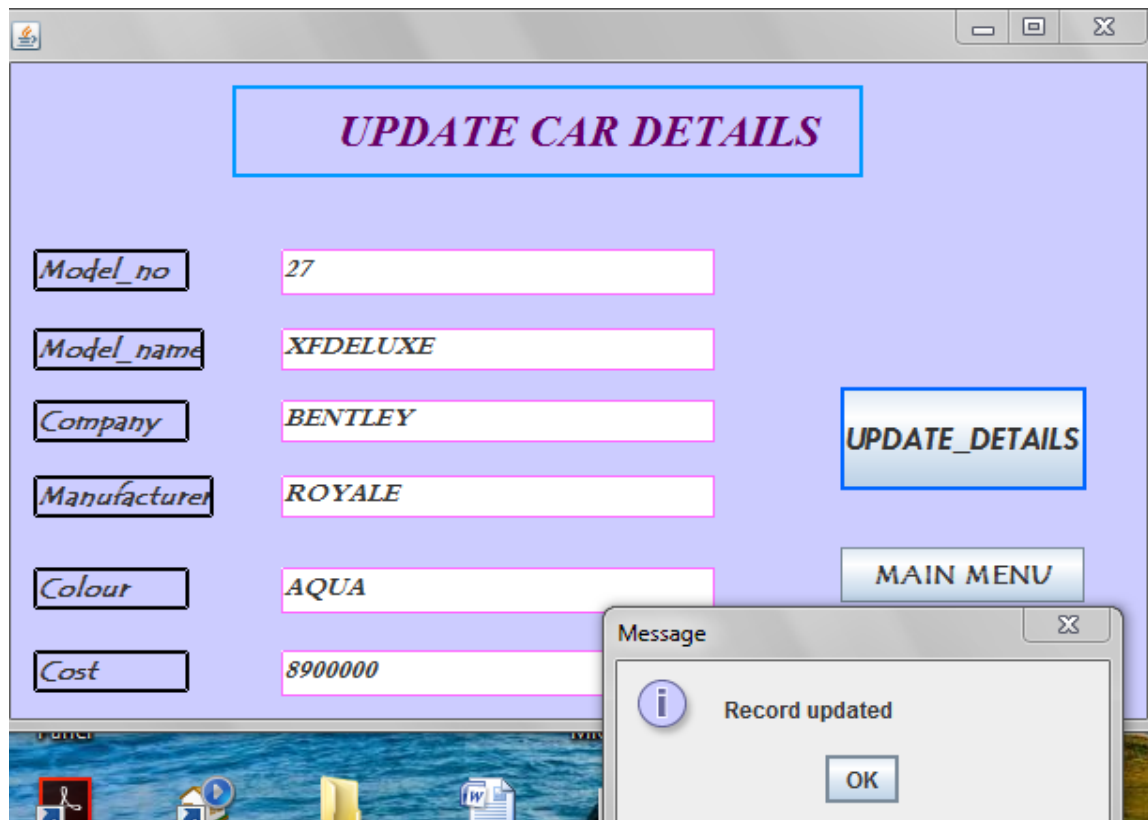 UPDATE CAR DETAILS
Model_no 27
Model_name XFDELUXE
Company BENTLEY
UPDATE_DETAILS
Manufacturer ROYALE
MAIN MENU
Colour AQUA
Message
Cost 8900000
Record updated
OK